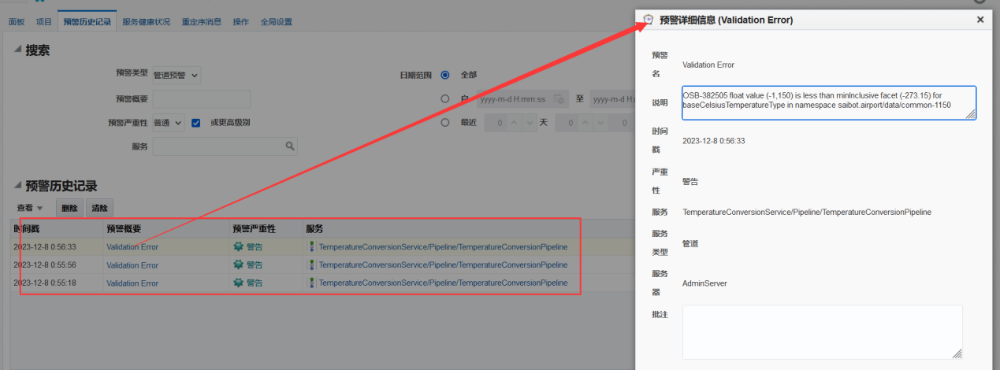 面板 项目 预警历史记录 服务健康状况 重定序消息 操作 全局设置
搜索
预警类型 管道预警
日期范围 全部
预警概要
自 yyyy-m-d H:mm:ss 至 yyyy-m-d H:mm
预警严重性 普通 或更高级别
最近 0 天 0 0
服务
预警历史记录
查看 删除 清除
时间戳 预警概要 预警严重性 服务
2023-12-8 0:56:33 Validation Error 警告 TemperatureConversionService/Pipeline/TemperatureConversionPipeline
2023-12-8 0:55:56 Validation Error 警告 TemperatureConversionService/Pipeline/TemperatureConversionPipeline
2023-12-8 0:55:18 Validation Error 警告 TemperatureConversionService/Pipeline/TemperatureConversionPipeline
预警详细信息 (Validation Error)
预警名 Validation Error
说明 OSB-382505 float value (-1,150) is less than minInclusive facet (-273.15) for
baseCelsiusTemperatureType in namespace saibot.airport/data/common-1150
时间戳 2023-12-8 0:56:33
严重性 警告
服务 TemperatureConversionService/Pipeline/TemperatureConversionPipeline
服务类型 管道
服务器 AdminServer
批注